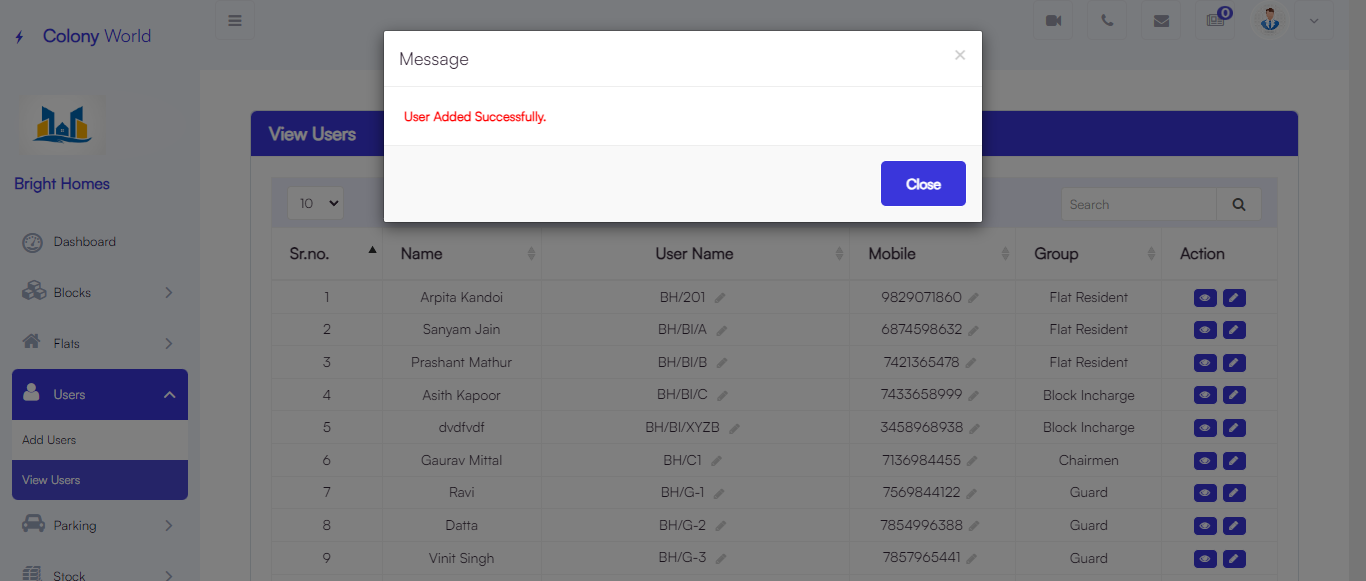 Colony World
0
Message
×
User Added Successfully.
Close
View Users
Bright Homes
10
Search
Dashboard
Blocks
Flats
Users
Add Users
View Users
Parking
Stock
Sr.no. Name User Name Mobile Group Action
1 Arpita Kandoi BH/201 9829071860 Flat Resident
2 Sanyam Jain BH/BI/A 6874598632 Flat Resident
3 Prashant Mathur BH/BI/B 7421365478 Flat Resident
4 Asith Kapoor BH/BI/C 7433658999 Block Incharge
5 dvdfvdf BH/BI/XYZB 3458968938 Block Incharge
6 Gaurav Mittal BH/C1 7136984455 Chairmen
7 Ravi BH/G-1 7569844122 Guard
8 Datta BH/G-2 7854996388 Guard
9 Vinit Singh BH/G-3 7857965441 Guard